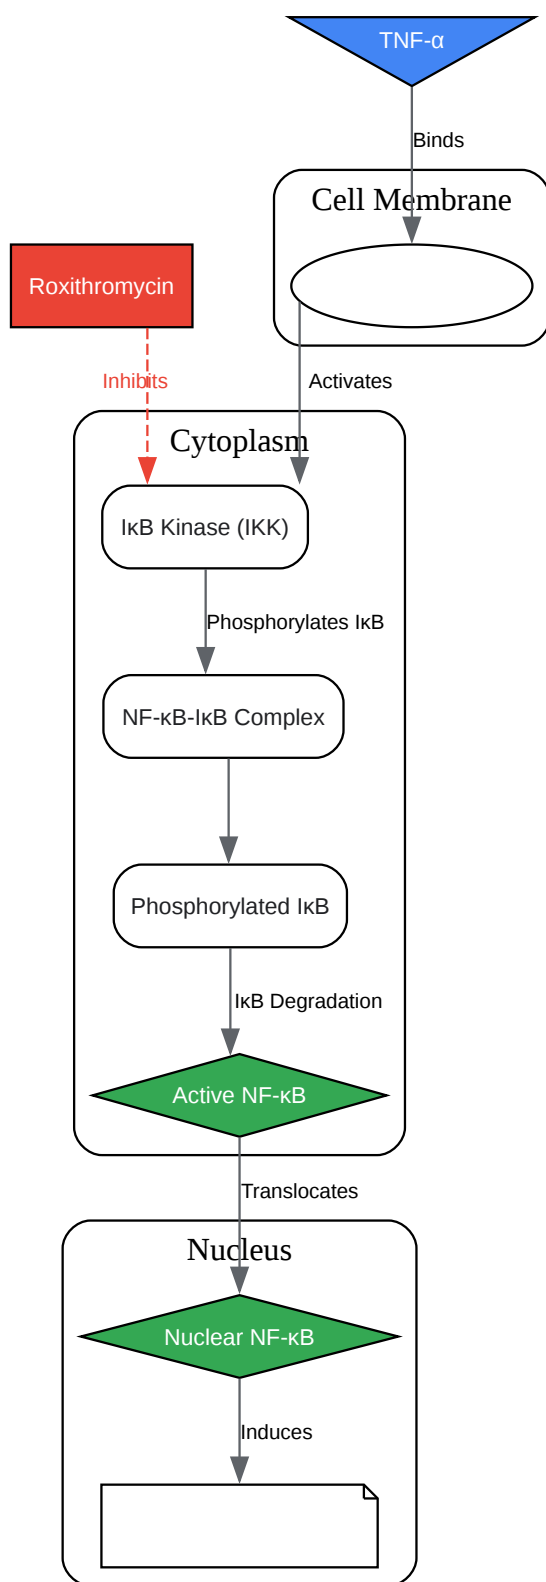 TNF-α
Binds
Cell Membrane
Roxithromycin
Inhibits
Activates
Cytoplasm
IκB Kinase (IKK)
Phosphorylates IκB
NF-κB-IκB Complex
Phosphorylated IκB
IκB Degradation
Active NF-κB
Translocates
Nucleus
Nuclear NF-κB
Induces